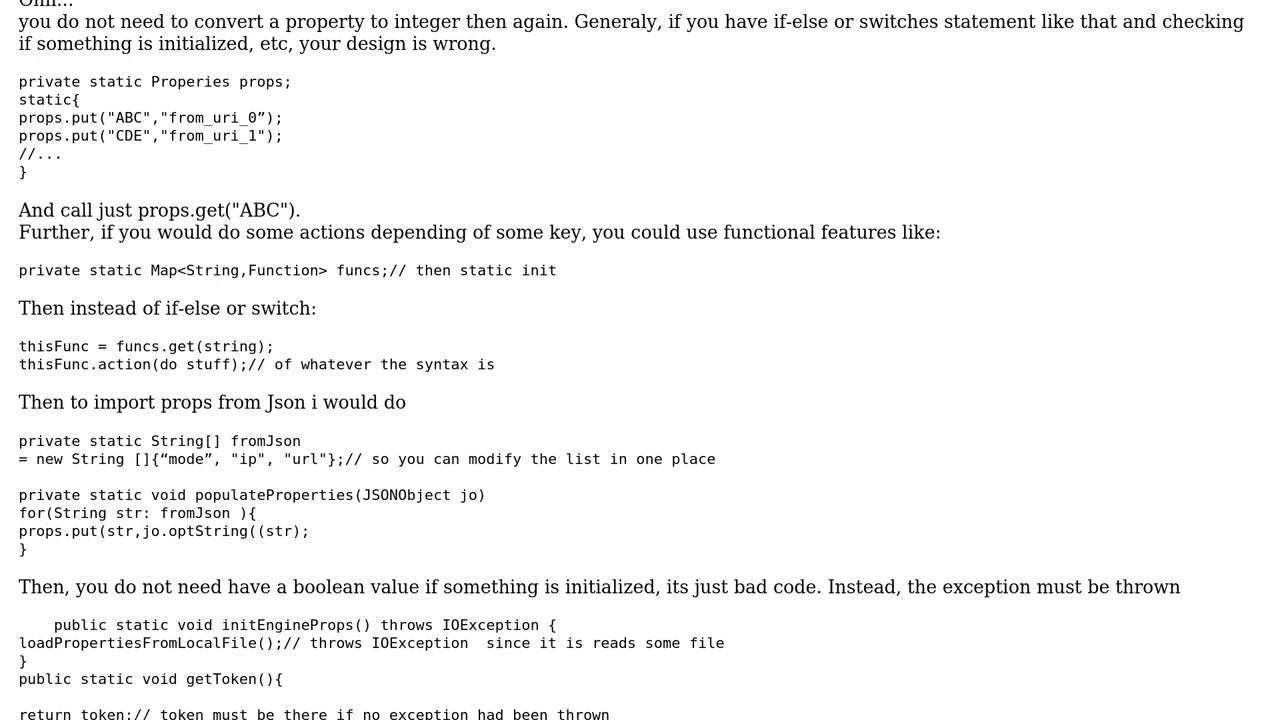 Ohh...
you do not need to convert a property to integer then again. Generaly, if you have if-else or switches statement like that and checking
if something is initialized, etc, your design is wrong.
private static Properies props;
static{
props.put("ABC","from_uri_0”);
props.put("CDE","from_uri_1");
//...
}
And call just props.get("ABC").
Further, if you would do some actions depending of some key, you could use functional features like:
private static Map<String,Function> funcs;// then static init
Then instead of if-else or switch:
thisFunc = funcs.get(string);
thisFunc.action(do stuff);// of whatever the syntax is
Then to import props from Json i would do
private static String[] fromJson
= new String []{“mode”, "ip", "url"};// so you can modify the list in one place
private static void populateProperties(JSONObject jo)
for(String str: fromJson ){
props.put(str,jo.optString((str);
}
Then, you do not need have a boolean value if something is initialized, its just bad code. Instead, the exception must be thrown
public static void initEngineProps() throws IOException {
loadPropertiesFromLocalFile();// throws IOException  since it is reads some file
}
public static void getToken(){
return token;// token must be there if no exception had been thrown